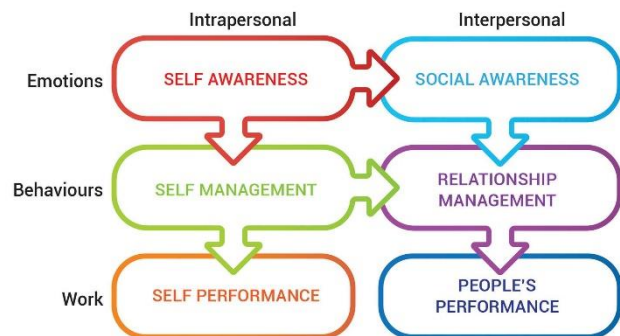 Intrapersonal Interpersonal
Emotions SELF AWARENESS SOCIAL AWARENESS
Behaviours SELF MANAGEMENT RELATIONSHIP
MANAGEMENT
Work SELF PERFORMANCE PEOPLE'S
PERFORMANCE